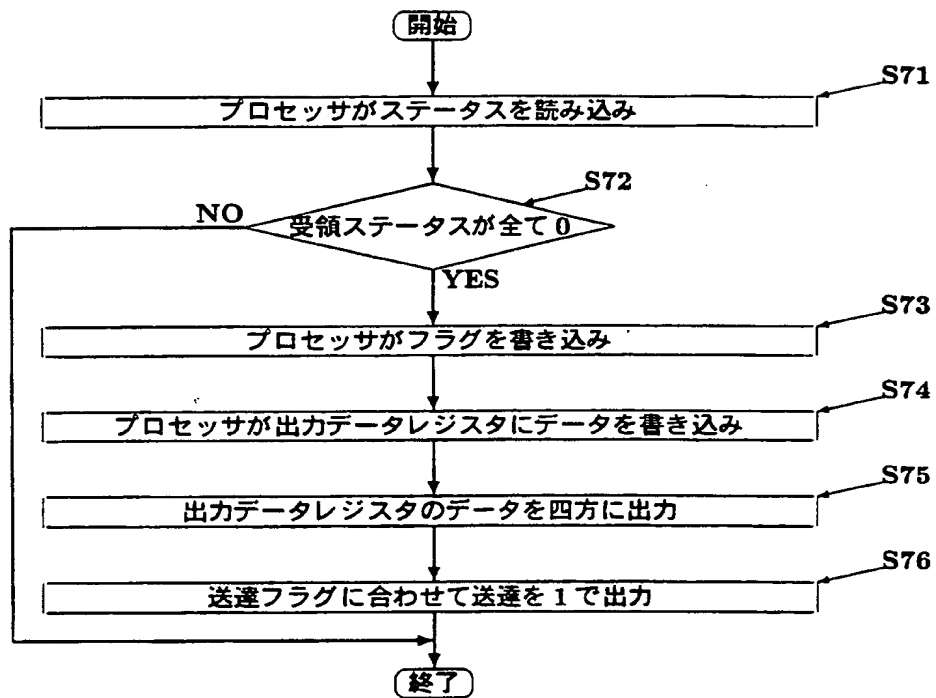 開始
S71
プロセッサがステータスを読み込み
S72
NO
受領ステータスが全て 0
YES
S73
プロセッサがフラグを書き込み
S74
プロセッサが出力データレジスタにデータを書き込み
S75
出力データレジスタのデータを四方に出力
S76
送達フラグに合わせて送達を 1 で出力
終了